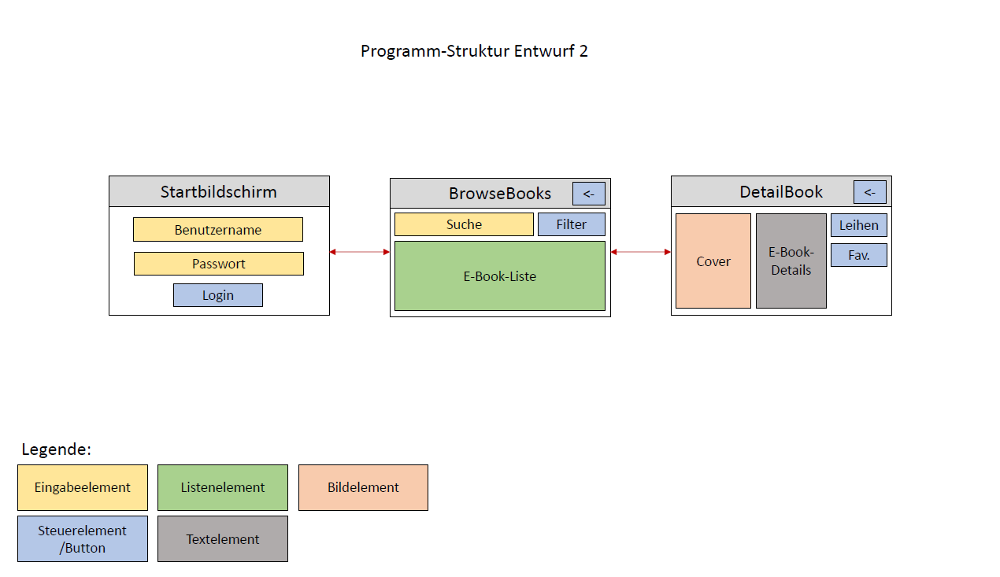 Programm-Struktur Entwurf 2
Startbildschirm
Benutzername
Passwort
Login
BrowseBooks
<-
Suche
Filter
E-Book-Liste
DetailBook
<-
Cover
E-Book-
Details
Leihen
Fav.
Legende:
Eingabeelement
Listenelement
Bildelement
Steuerelement
/Button
Textelement